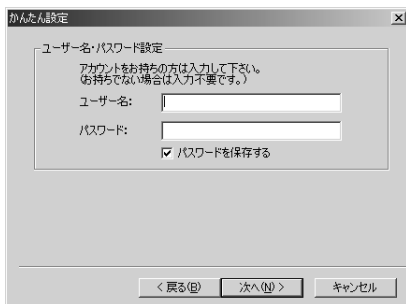 かんたん設定
ユーザー名・パスワード設定
アカウントをお持ちの方は入力して下さい。
(お持ちでない場合は入力不要です。)
ユーザー名:
パスワード:
パスワードを保存する
< 戻る(B) 次へ(N) > キャンセル